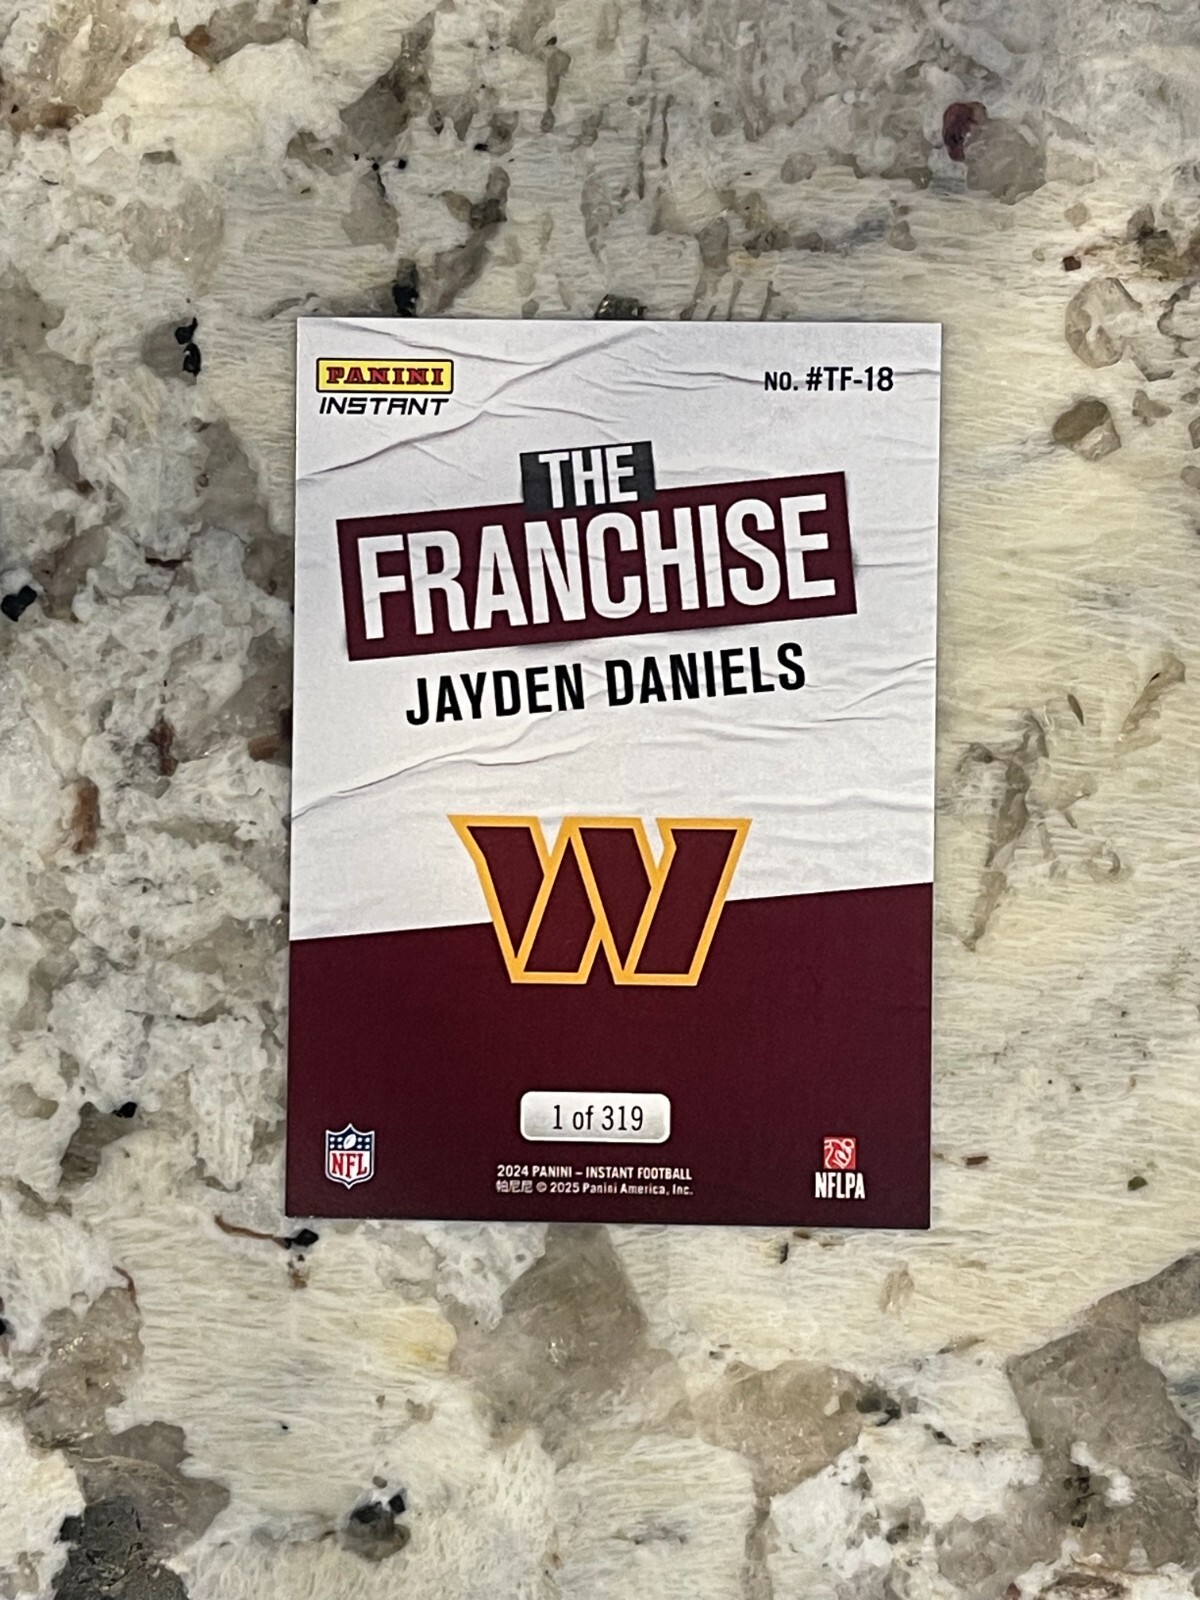 PANINI
INSTANT
NO. #TF-18
THE
FRANCHISE
JAYDEN DANIELS
W
1 of 319
NFL
2024 PANINI – INSTANT FOOTBALL
帕尼尼 © 2025 Panini America, Inc.
NFLPA